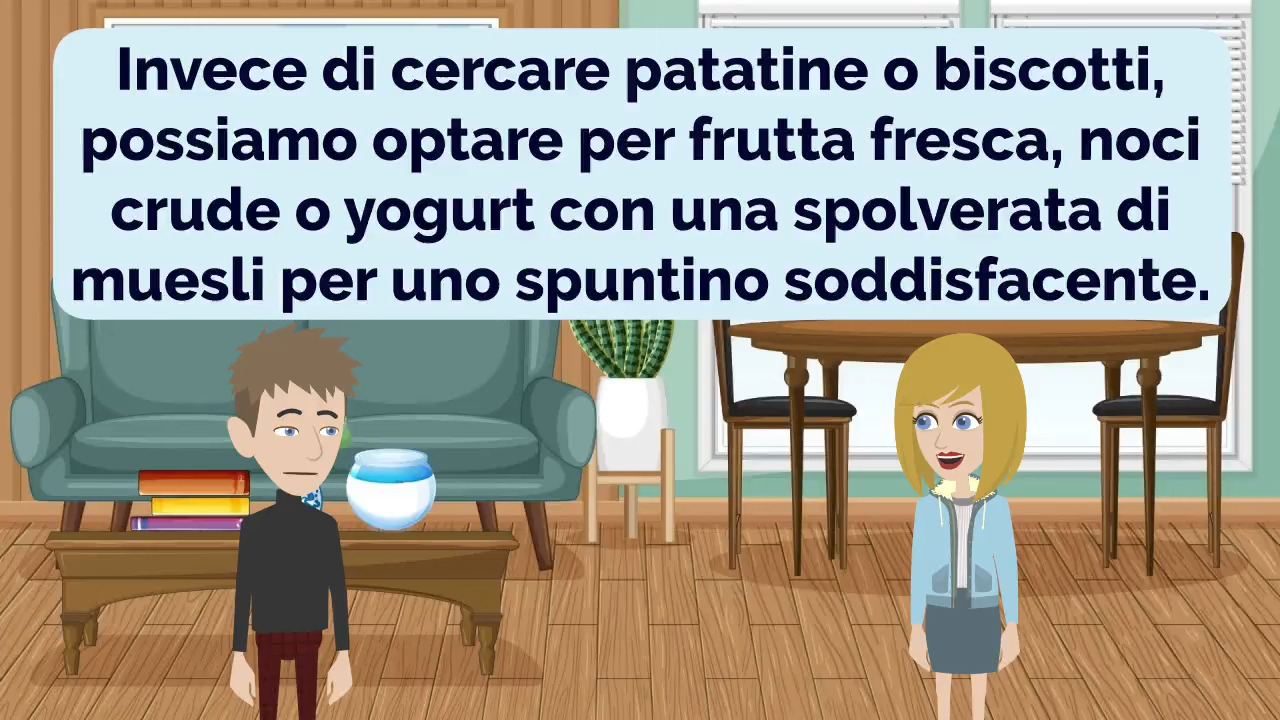 Invece di cercare patatine o biscotti,
possiamo optare per frutta fresca, noci
crude o yogurt con una spolverata di
muesli per uno spuntino soddisfacente.